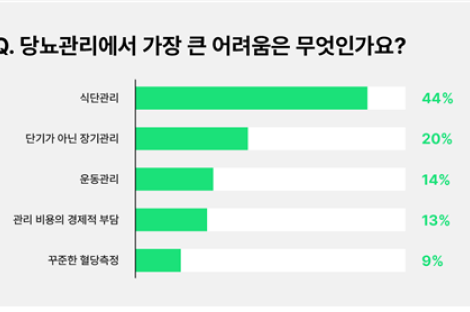 Q. 당뇨관리에서 가장 큰 어려움은 무엇인가요?
식단관리 44%
단기가 아닌 장기관리 20%
운동관리 14%
관리 비용의 경제적 부담 13%
꾸준한 혈당측정 9%